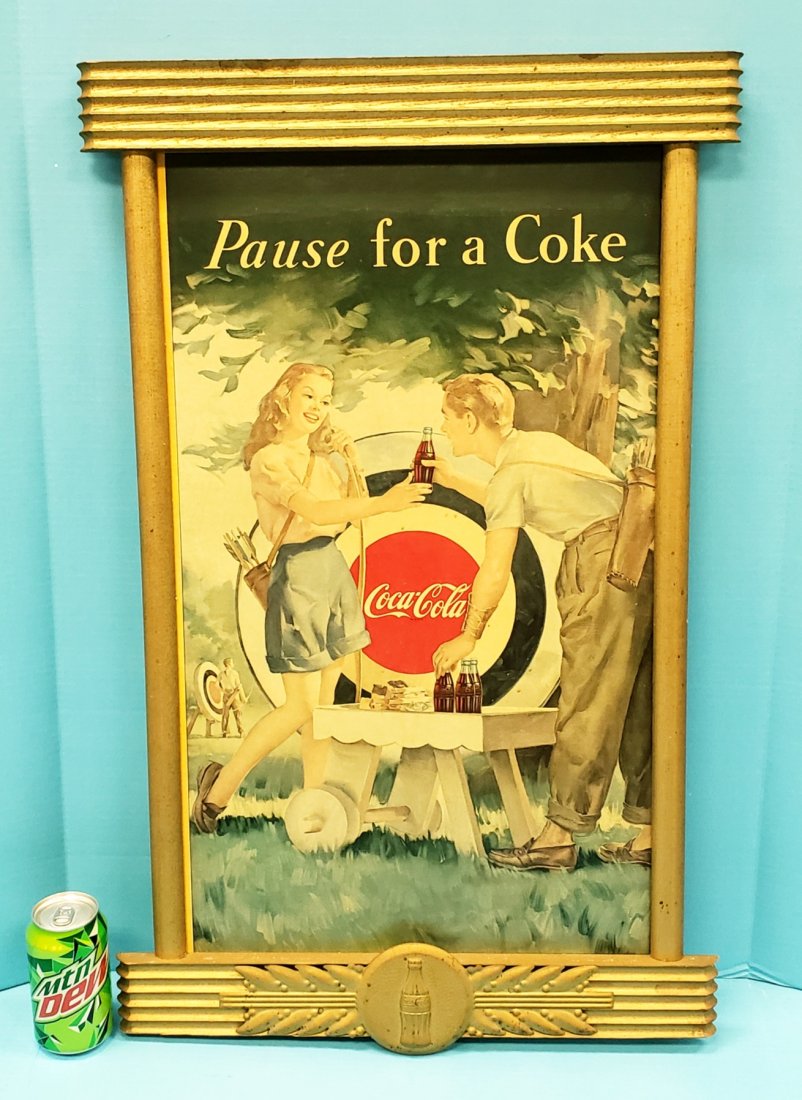 Pause for a Coke
Coca-Cola
mtn
DEW